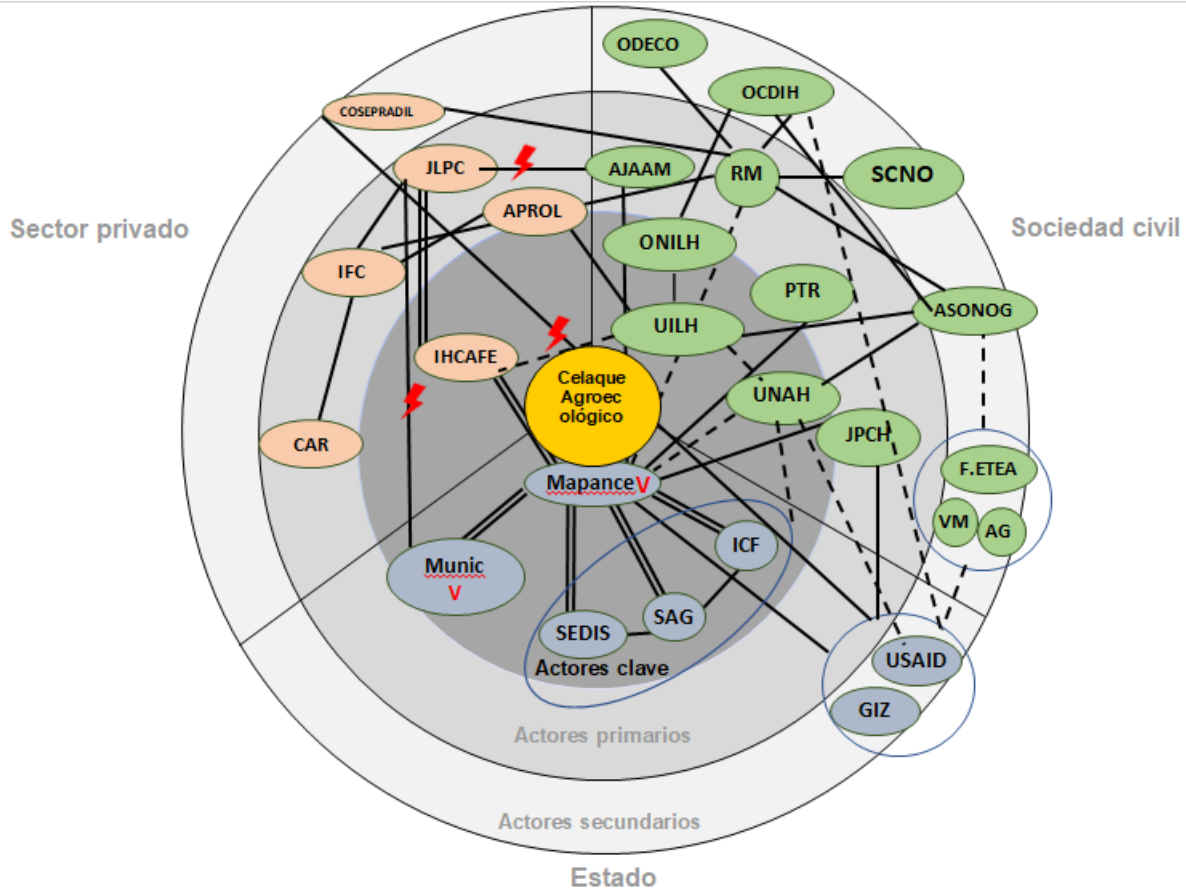 ODECO
OCDIH
COSEPRADIL
JLPC
AJAAM
RM
SCNO
APROL
Sector privado
Sociedad civil
ONILH
IFC
PTR
ASONOG
UILH
IHCAFE
Celaque
Agroec
ológico
UNAH
CAR
JPCH
F.ETEA
Mapance V
VM
AG
ICF
Munic
V
SAG
SEDIS
USAID
Actores clave
GIZ
Actores primarios
Actores secundarios
Estado